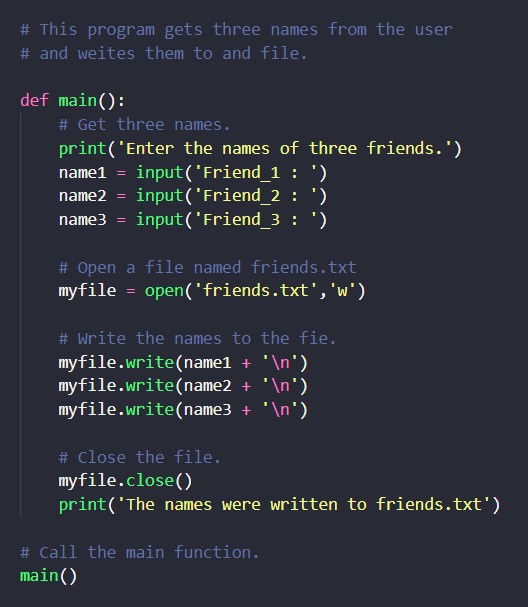 # This program gets three names from the user
# and weites them to and file.
def main():
# Get three names.
print('Enter the names of three friends.')
name1 = input('Friend_1 : ')
name2 = input('Friend_2 : ')
name3 = input('Friend_3 : ')
# Open a file named friends.txt
myfile = open('friends.txt','w')
# Write the names to the fie.
myfile.write(name1 + '\n')
myfile.write(name2 + '\n')
myfile.write(name3 + '\n')
# Close the file.
myfile.close()
print('The names were written to friends.txt')
# Call the main function.
main()